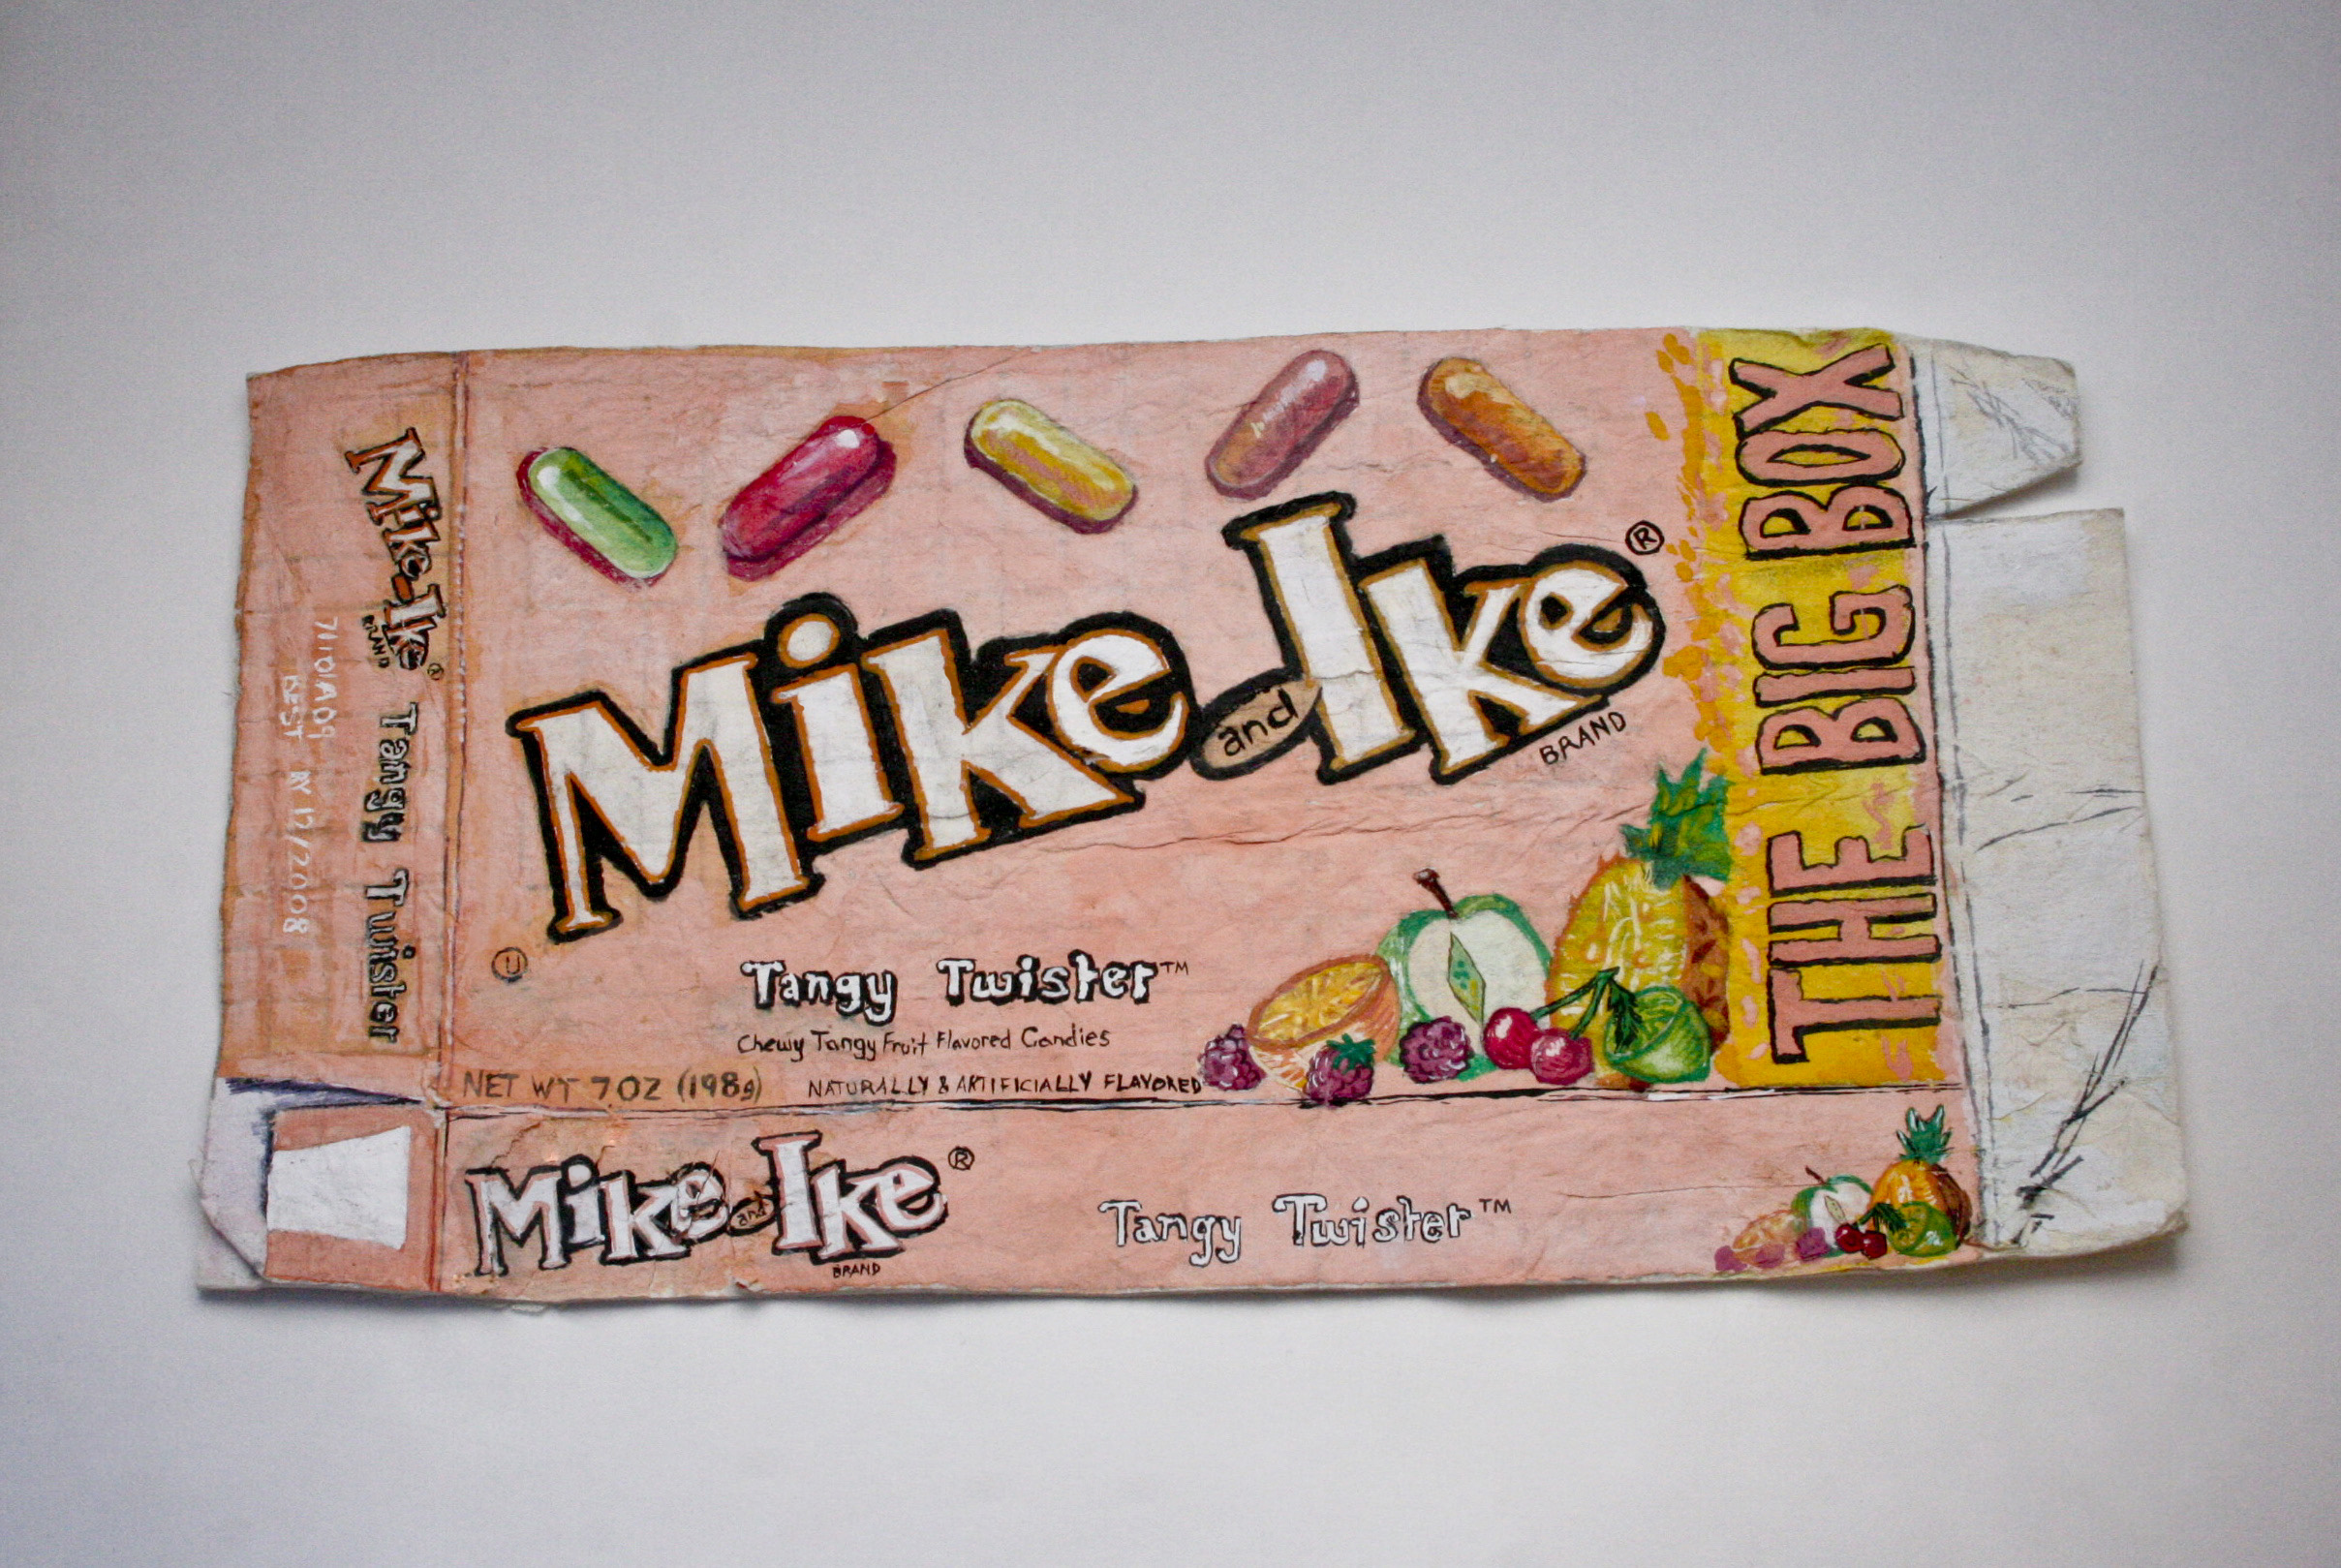 Mike and Ike®
BRAND
Tangy Twister™
Chewy Tangy Fruit Flavored Candies
NET WT 7 OZ (198g)
NATURALLY & ARTIFICIALLY FLAVORED
U
THE BIG BOX
Mike and Ike®
BRAND
Tangy Twister™
Mike and Ike®
BRAND
Tangy Twister
BEST BY 12/2008